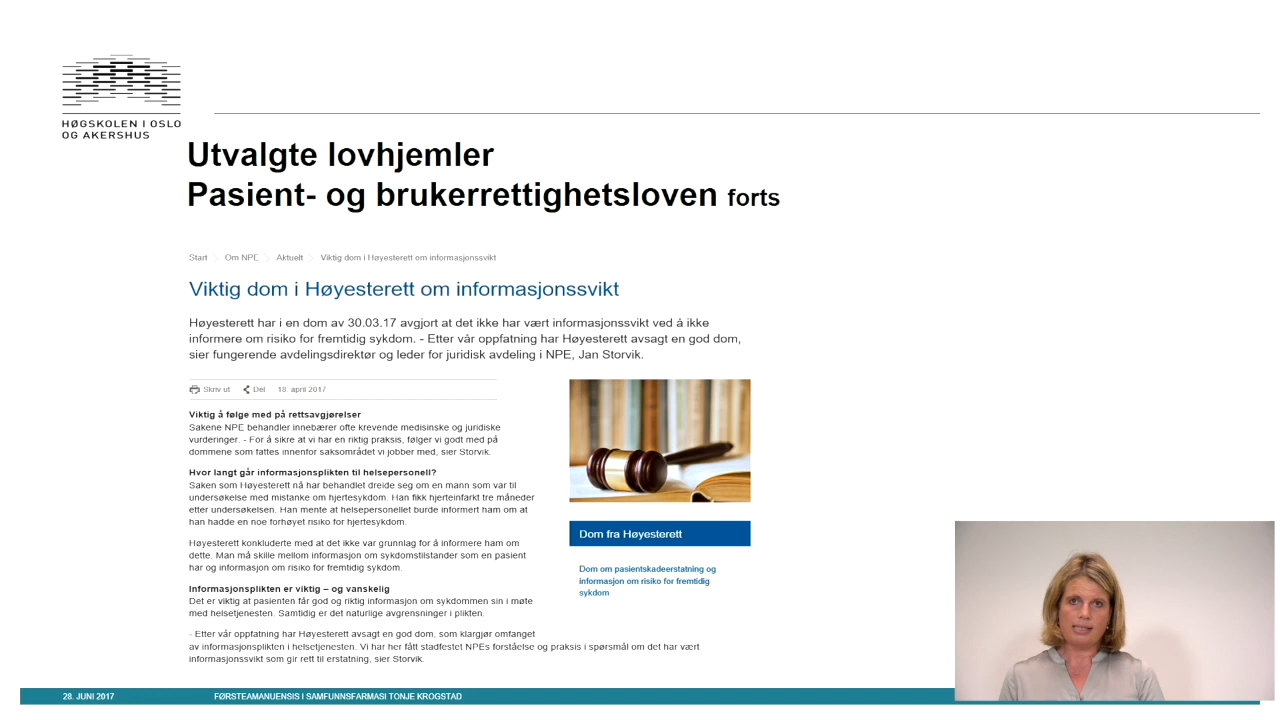 HØGSKOLEN I OSLO
OG AKERSHUS
Utvalgte lovhjemler
Pasient- og brukerrettighetsloven forts
Start > Om NPE > Aktuelt > Viktig dom i Høyesterett om informasjonssvikt
Viktig dom i Høyesterett om informasjonssvikt
Høyesterett har i en dom av 30.03.17 avgjort at det ikke har vært informasjonssvikt ved å ikke
informere om risiko for fremtidig sykdom. - Etter vår oppfatning har Høyesterett avsagt en god dom,
sier fungerende avdelingsdirektør og leder for juridisk avdeling i NPE, Jan Storvik.
Skriv ut Del 18. april 2017
Viktig å følge med på rettsavgjørelser
Sakene NPE behandler innebærer ofte krevende medisinske og juridiske
vurderinger. - For å sikre at vi har en riktig praksis, følger vi godt med på
dommene som fattes innenfor saksområdet vi jobber med, sier Storvik.
Hvor langt går informasjonsplikten til helsepersonell?
Saken som Høyesterett nå har behandlet dreide seg om en mann som var til
undersøkelse med mistanke om hjertesykdom. Han fikk hjerteinfarkt tre måneder
etter undersøkelsen. Han mente at helsepersonellet burde informert ham om at
han hadde en noe forhøyet risiko for hjertesykdom.
Høyesterett konkluderte med at det ikke var grunnlag for å informere ham om
dette. Man må skille mellom informasjon om sykdomstilstander som en pasient
har og informasjon om risiko for fremtidig sykdom.
Informasjonsplikten er viktig – og vanskelig
Det er viktig at pasienten får god og riktig informasjon om sykdommen sin i møte
med helsetjenesten. Samtidig er det naturlige avgrensninger i plikten.
- Etter vår oppfatning har Høyesterett avsagt en god dom, som klargjør omfanget
av informasjonsplikten i helsetjenesten. Vi har her fått stadfestet NPEs forståelse og praksis i spørsmål om det har vært
informasjonssvikt som gir rett til erstatning, sier Storvik.
Dom fra Høyesterett
Dom om pasientskadeerstatning og
informasjon om risiko for fremtidig
sykdom
28. JUNI 2017 FØRSTEAMANUENSIS I SAMFUNNSFARMASI TONJE KROGSTAD